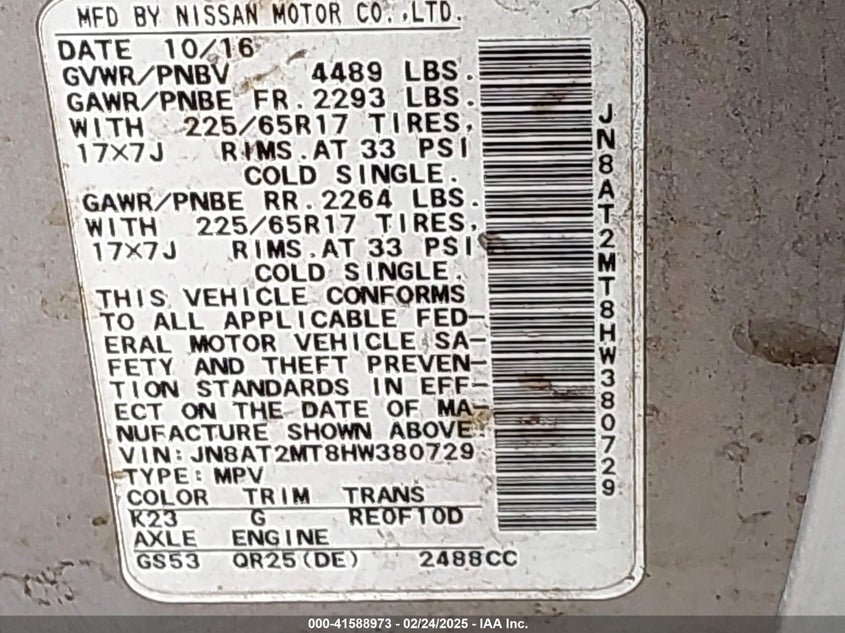 MFD BY NISSAN MOTOR CO.,LTD.
DATE 10/16
GVWR/PNBV 4489 LBS.
GAWR/PNBE FR.2293 LBS.
WITH 225/65R17 TIRES,
17X7J RIMS.AT 33 PSI
COLD SINGLE.
GAWR/PNBE RR.2264 LBS.
WITH 225/65R17 TIRES,
17X7J RIMS.AT 33 PSI
COLD SINGLE.
THIS VEHICLE CONFORMS
TO ALL APPLICABLE FED-
ERAL MOTOR VEHICLE SA-
FETY AND THEFT PREVEN-
TION STANDARDS IN EFF-
ECT ON THE DATE OF MA-
NUFACTURE SHOWN ABOVE.
VIN:JN8AT2MT8HW380729
TYPE:MPV
COLOR TRIM TRANS
K23 G RE0F10D
AXLE ENGINE
GS53 QR25(DE) 2488CC
JN8AT2MT8HW380729
000-41588973 - 02/24/2025 - IAA Inc.